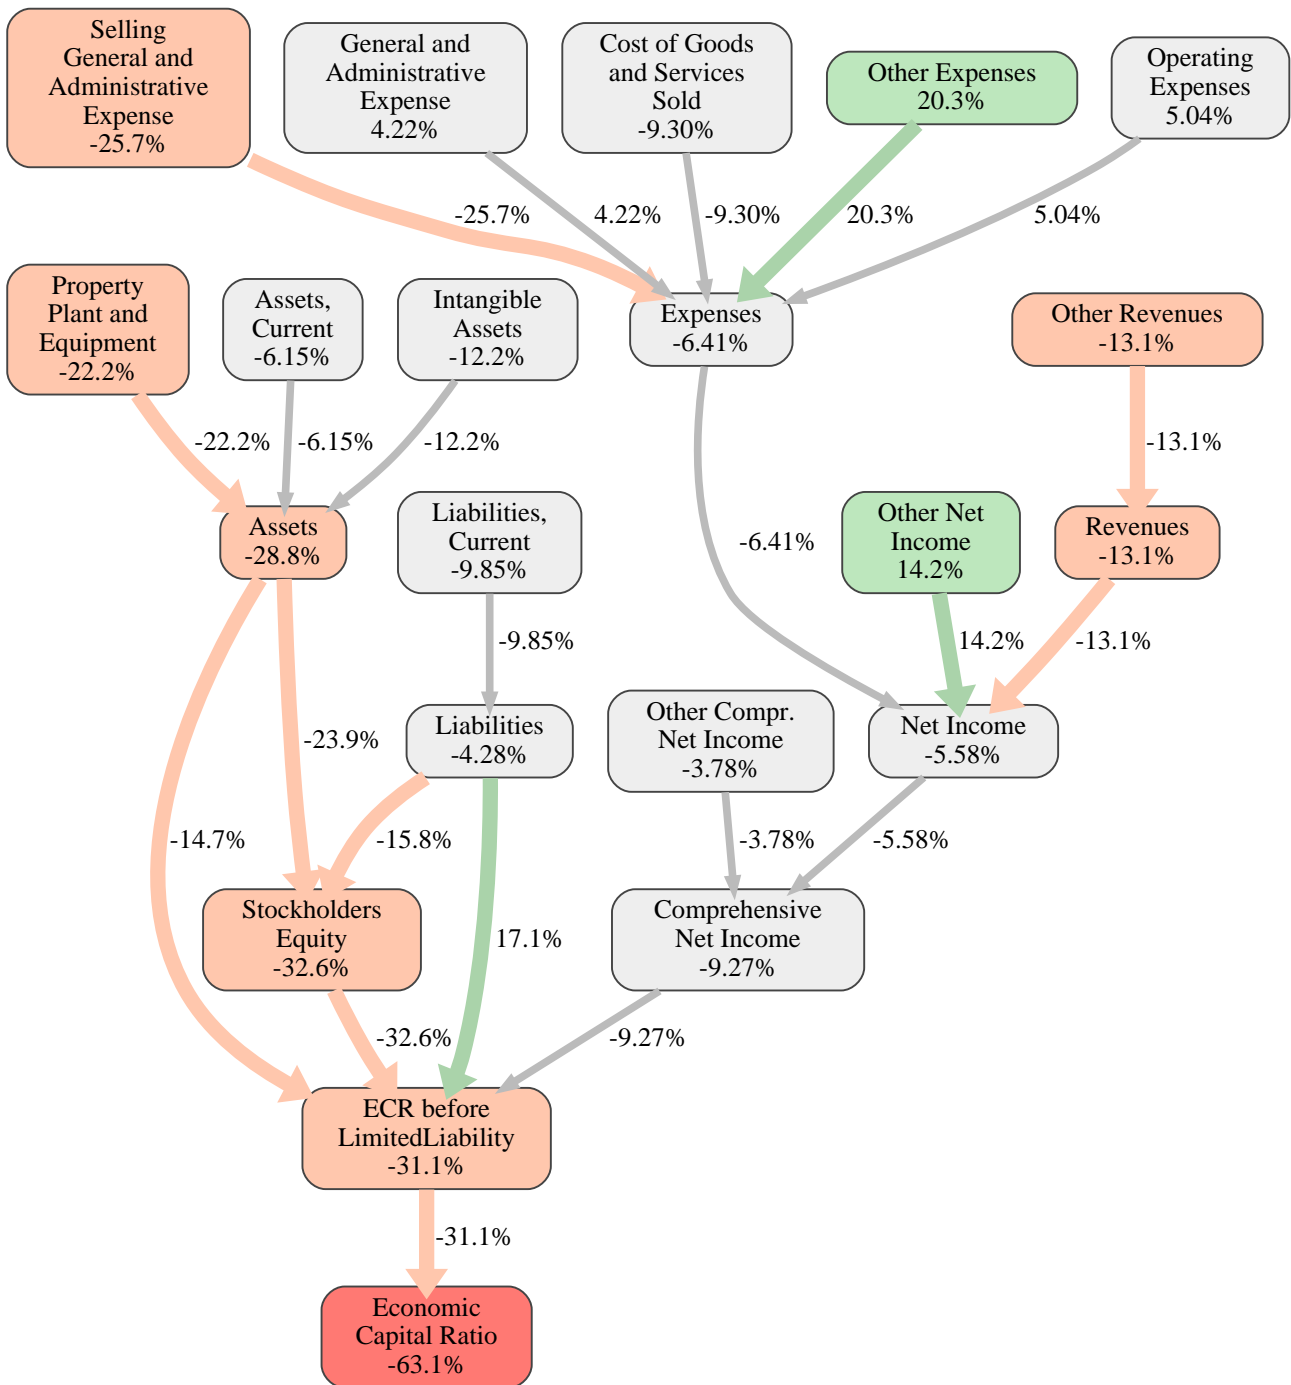 Selling
General and
Administrative
Expense
-25.7%
General and
Administrative
Expense
4.22%
Cost of Goods
and Services
Sold
-9.30%
Other Expenses
20.3%
Operating
Expenses
5.04%
-25.7%
4.22%
-9.30%
20.3%
5.04%
Property
Plant and
Equipment
-22.2%
Assets,
Current
-6.15%
Intangible
Assets
-12.2%
Expenses
-6.41%
Other Revenues
-13.1%
-22.2%
-6.15%
-12.2%
-13.1%
Assets
-28.8%
Liabilities,
Current
-9.85%
-6.41%
Other Net
Income
14.2%
Revenues
-13.1%
-9.85%
14.2%
-13.1%
-23.9%
Liabilities
-4.28%
Other Compr.
Net Income
-3.78%
Net Income
-5.58%
-14.7%
-15.8%
-3.78%
-5.58%
Stockholders
Equity
-32.6%
17.1%
Comprehensive
Net Income
-9.27%
-32.6%
-9.27%
ECR before
LimitedLiability
-31.1%
-31.1%
Economic
Capital Ratio
-63.1%